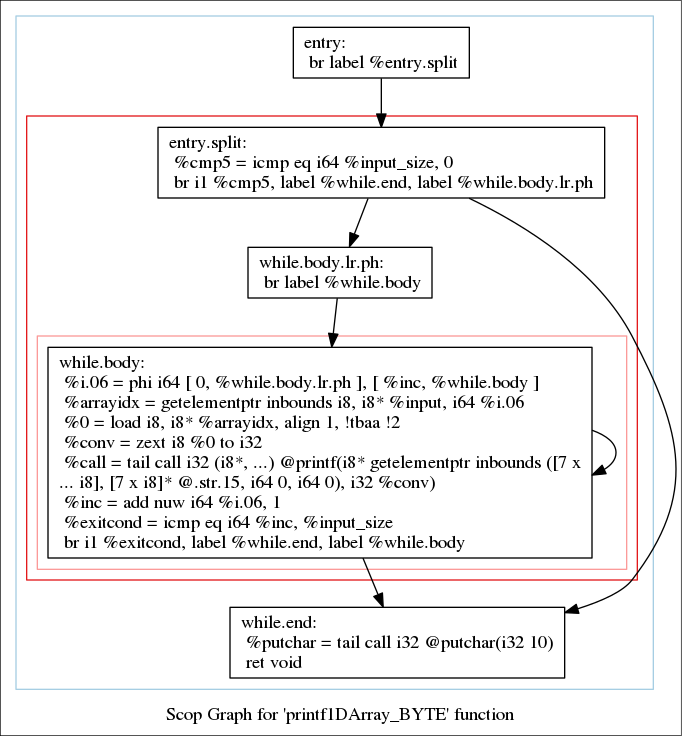 entry:
br label %entry.split
entry.split:
%cmp5 = icmp eq i64 %input_size, 0
br i1 %cmp5, label %while.end, label %while.body.lr.ph
while.body.lr.ph:
br label %while.body
while.body:
%i.06 = phi i64 [ 0, %while.body.lr.ph ], [ %inc, %while.body ]
%arrayidx = getelementptr inbounds i8, i8* %input, i64 %i.06
%0 = load i8, i8* %arrayidx, align 1, !tbaa !2
%conv = zext i8 %0 to i32
%call = tail call i32 (i8*, ...) @printf(i8* getelementptr inbounds ([7 x
... i8], [7 x i8]* @.str.15, i64 0, i64 0), i32 %conv)
%inc = add nuw i64 %i.06, 1
%exitcond = icmp eq i64 %inc, %input_size
br i1 %exitcond, label %while.end, label %while.body
while.end:
%putchar = tail call i32 @putchar(i32 10)
ret void
Scop Graph for 'printf1DArray_BYTE' function